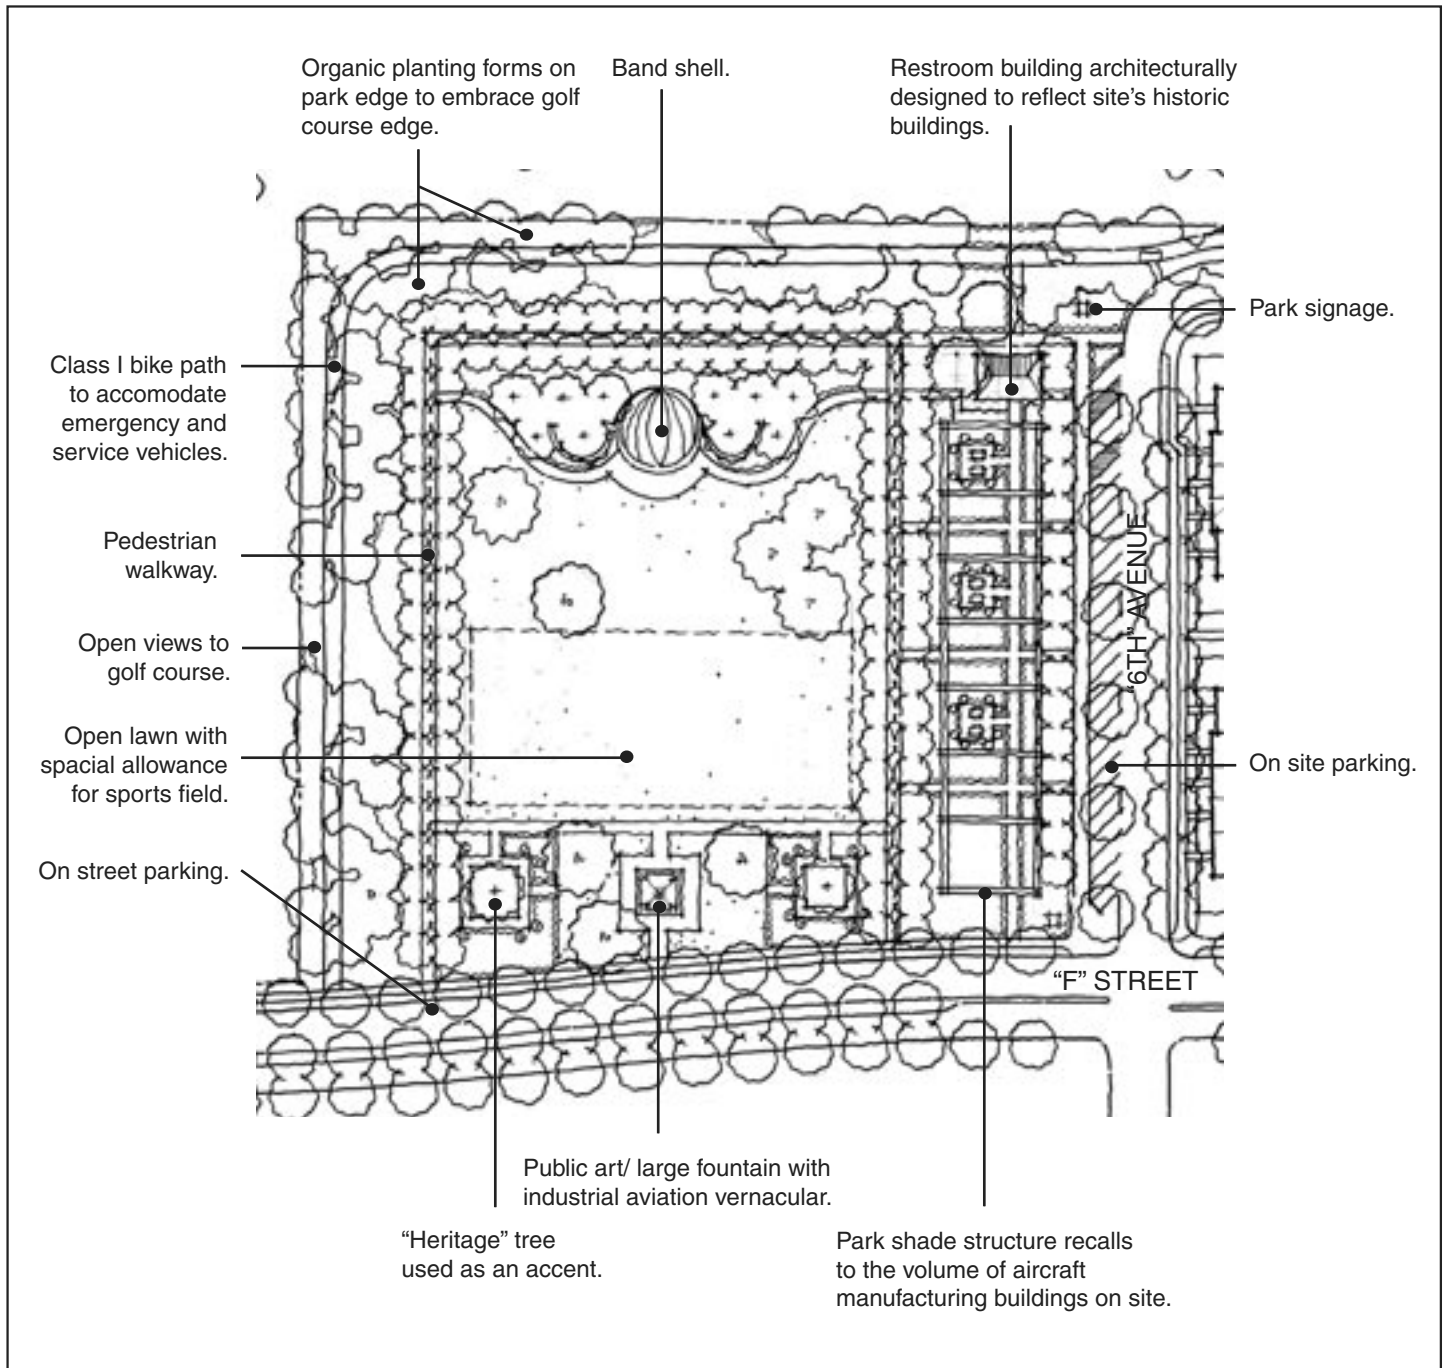 Organic planting forms on
park edge to embrace golf
course edge.
Band shell.
Restroom building architecturally
designed to reflect site’s historic
buildings.
Park signage.
Class I bike path
to accomodate
emergency and
service vehicles.
Pedestrian
walkway.
Open views to
golf course.
Open lawn with
spacial allowance
for sports field.
On street parking.
“6TH” AVENUE
On site parking.
“F” STREET
Public art/ large fountain with
industrial aviation vernacular.
“Heritage” tree
used as an accent.
Park shade structure recalls
to the volume of aircraft
manufacturing buildings on site.